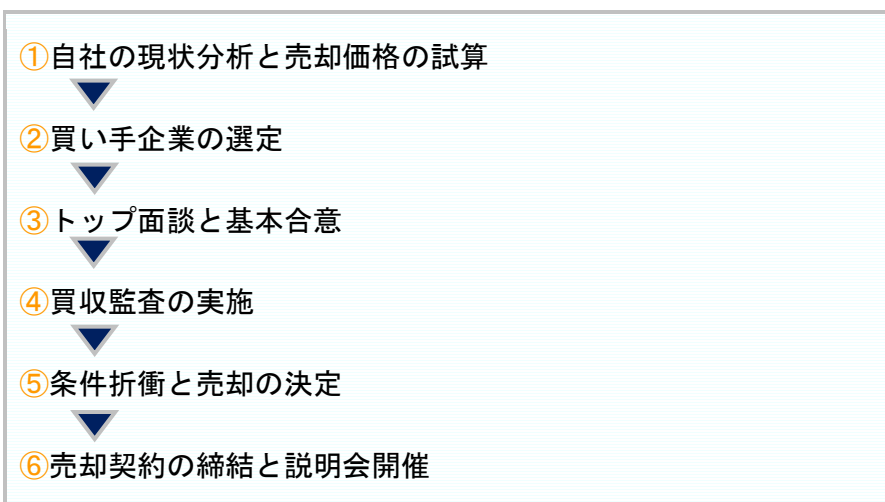 ①自社の現状分析と売却価格の試算
②買い手企業の選定
③トップ面談と基本合意
④買収監査の実施
⑤条件折衝と売却の決定
⑥売却契約の締結と説明会開催